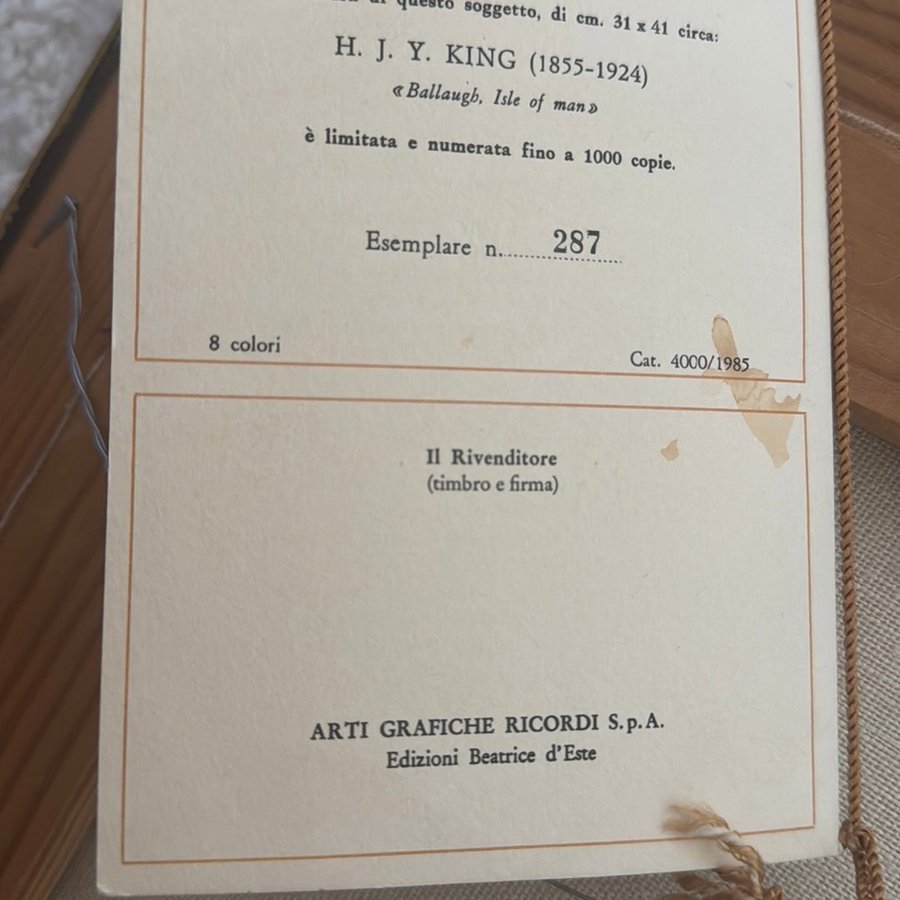 di questo soggetto, di cm. 31 x 41 circa:
H. J. Y. KING (1855-1924)
«Ballaugh, Isle of man»
è limitata e numerata fino a 1000 copie.
Esemplare n. 287
8 colori
Cat. 4000/1985
Il Rivenditore
(timbro e firma)
ARTI GRAFICHE RICORDI S.p.A.
Edizioni Beatrice d'Este